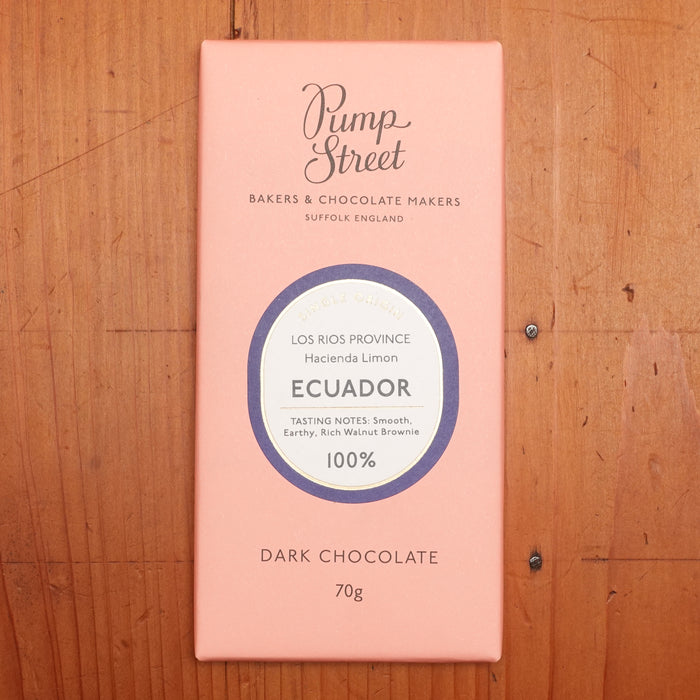 Pump
Street
BAKERS & CHOCOLATE MAKERS
SUFFOLK ENGLAND
SINGLE ORIGIN
LOS RIOS PROVINCE
Hacienda Limon
ECUADOR
TASTING NOTES: Smooth,
Earthy, Rich Walnut Brownie
100%
DARK CHOCOLATE
70g